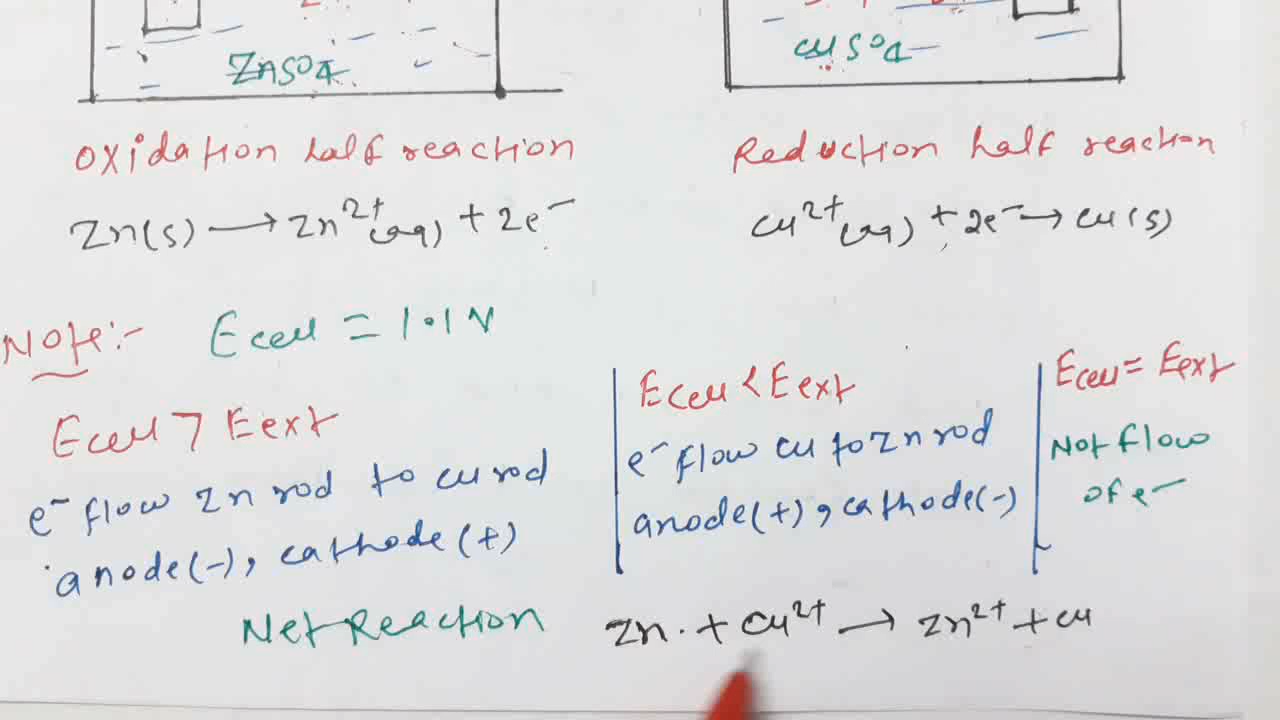 ZnSO4
CuSO4
Oxidation half reaction
Zn(s) → Zn²⁺(aq) + 2e⁻
Reduction half reaction
Cu²⁺(aq) + 2e⁻ → Cu(s)
Note:- Ecell = 1.1 V
Ecell > Eext
e⁻ flow Zn rod to Cu rod
anode(-), cathode(+)
Ecell < Eext
e⁻ flow Cu to Zn rod
anode(+), cathode(-)
Ecell = Eext
Not flow
of e⁻
Net Reaction Zn + Cu²⁺ → Zn²⁺ + Cu